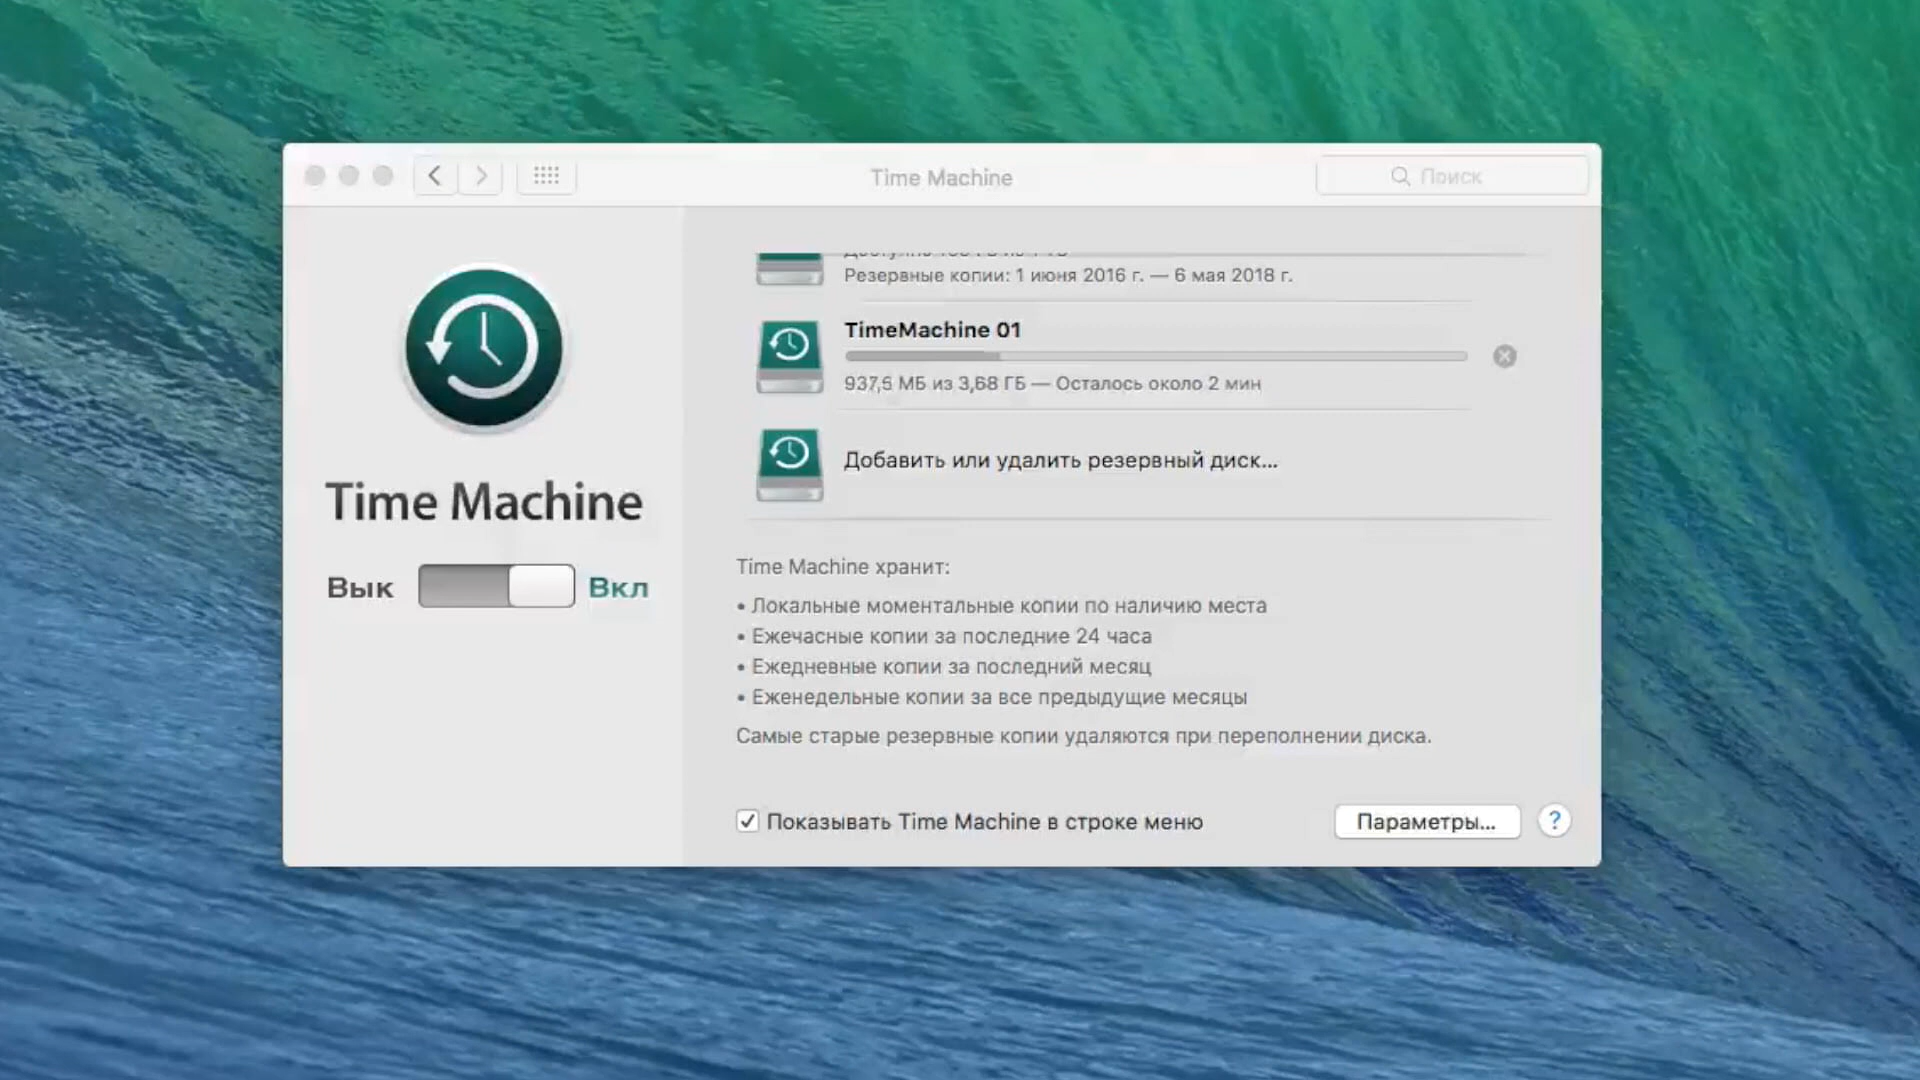 Time Machine
Поиск
Резервные копии: 1 июня 2016 г. — 6 мая 2018 г.
TimeMachine 01
937,5 МБ из 3,68 ГБ — Осталось около 2 мин
Добавить или удалить резервный диск...
Time Machine
Вык Вкл
Time Machine хранит:
• Локальные моментальные копии по наличию места
• Ежечасные копии за последние 24 часа
• Ежедневные копии за последний месяц
• Еженедельные копии за все предыдущие месяцы
Самые старые резервные копии удаляются при переполнении диска.
Показывать Time Machine в строке меню
Параметры... ?